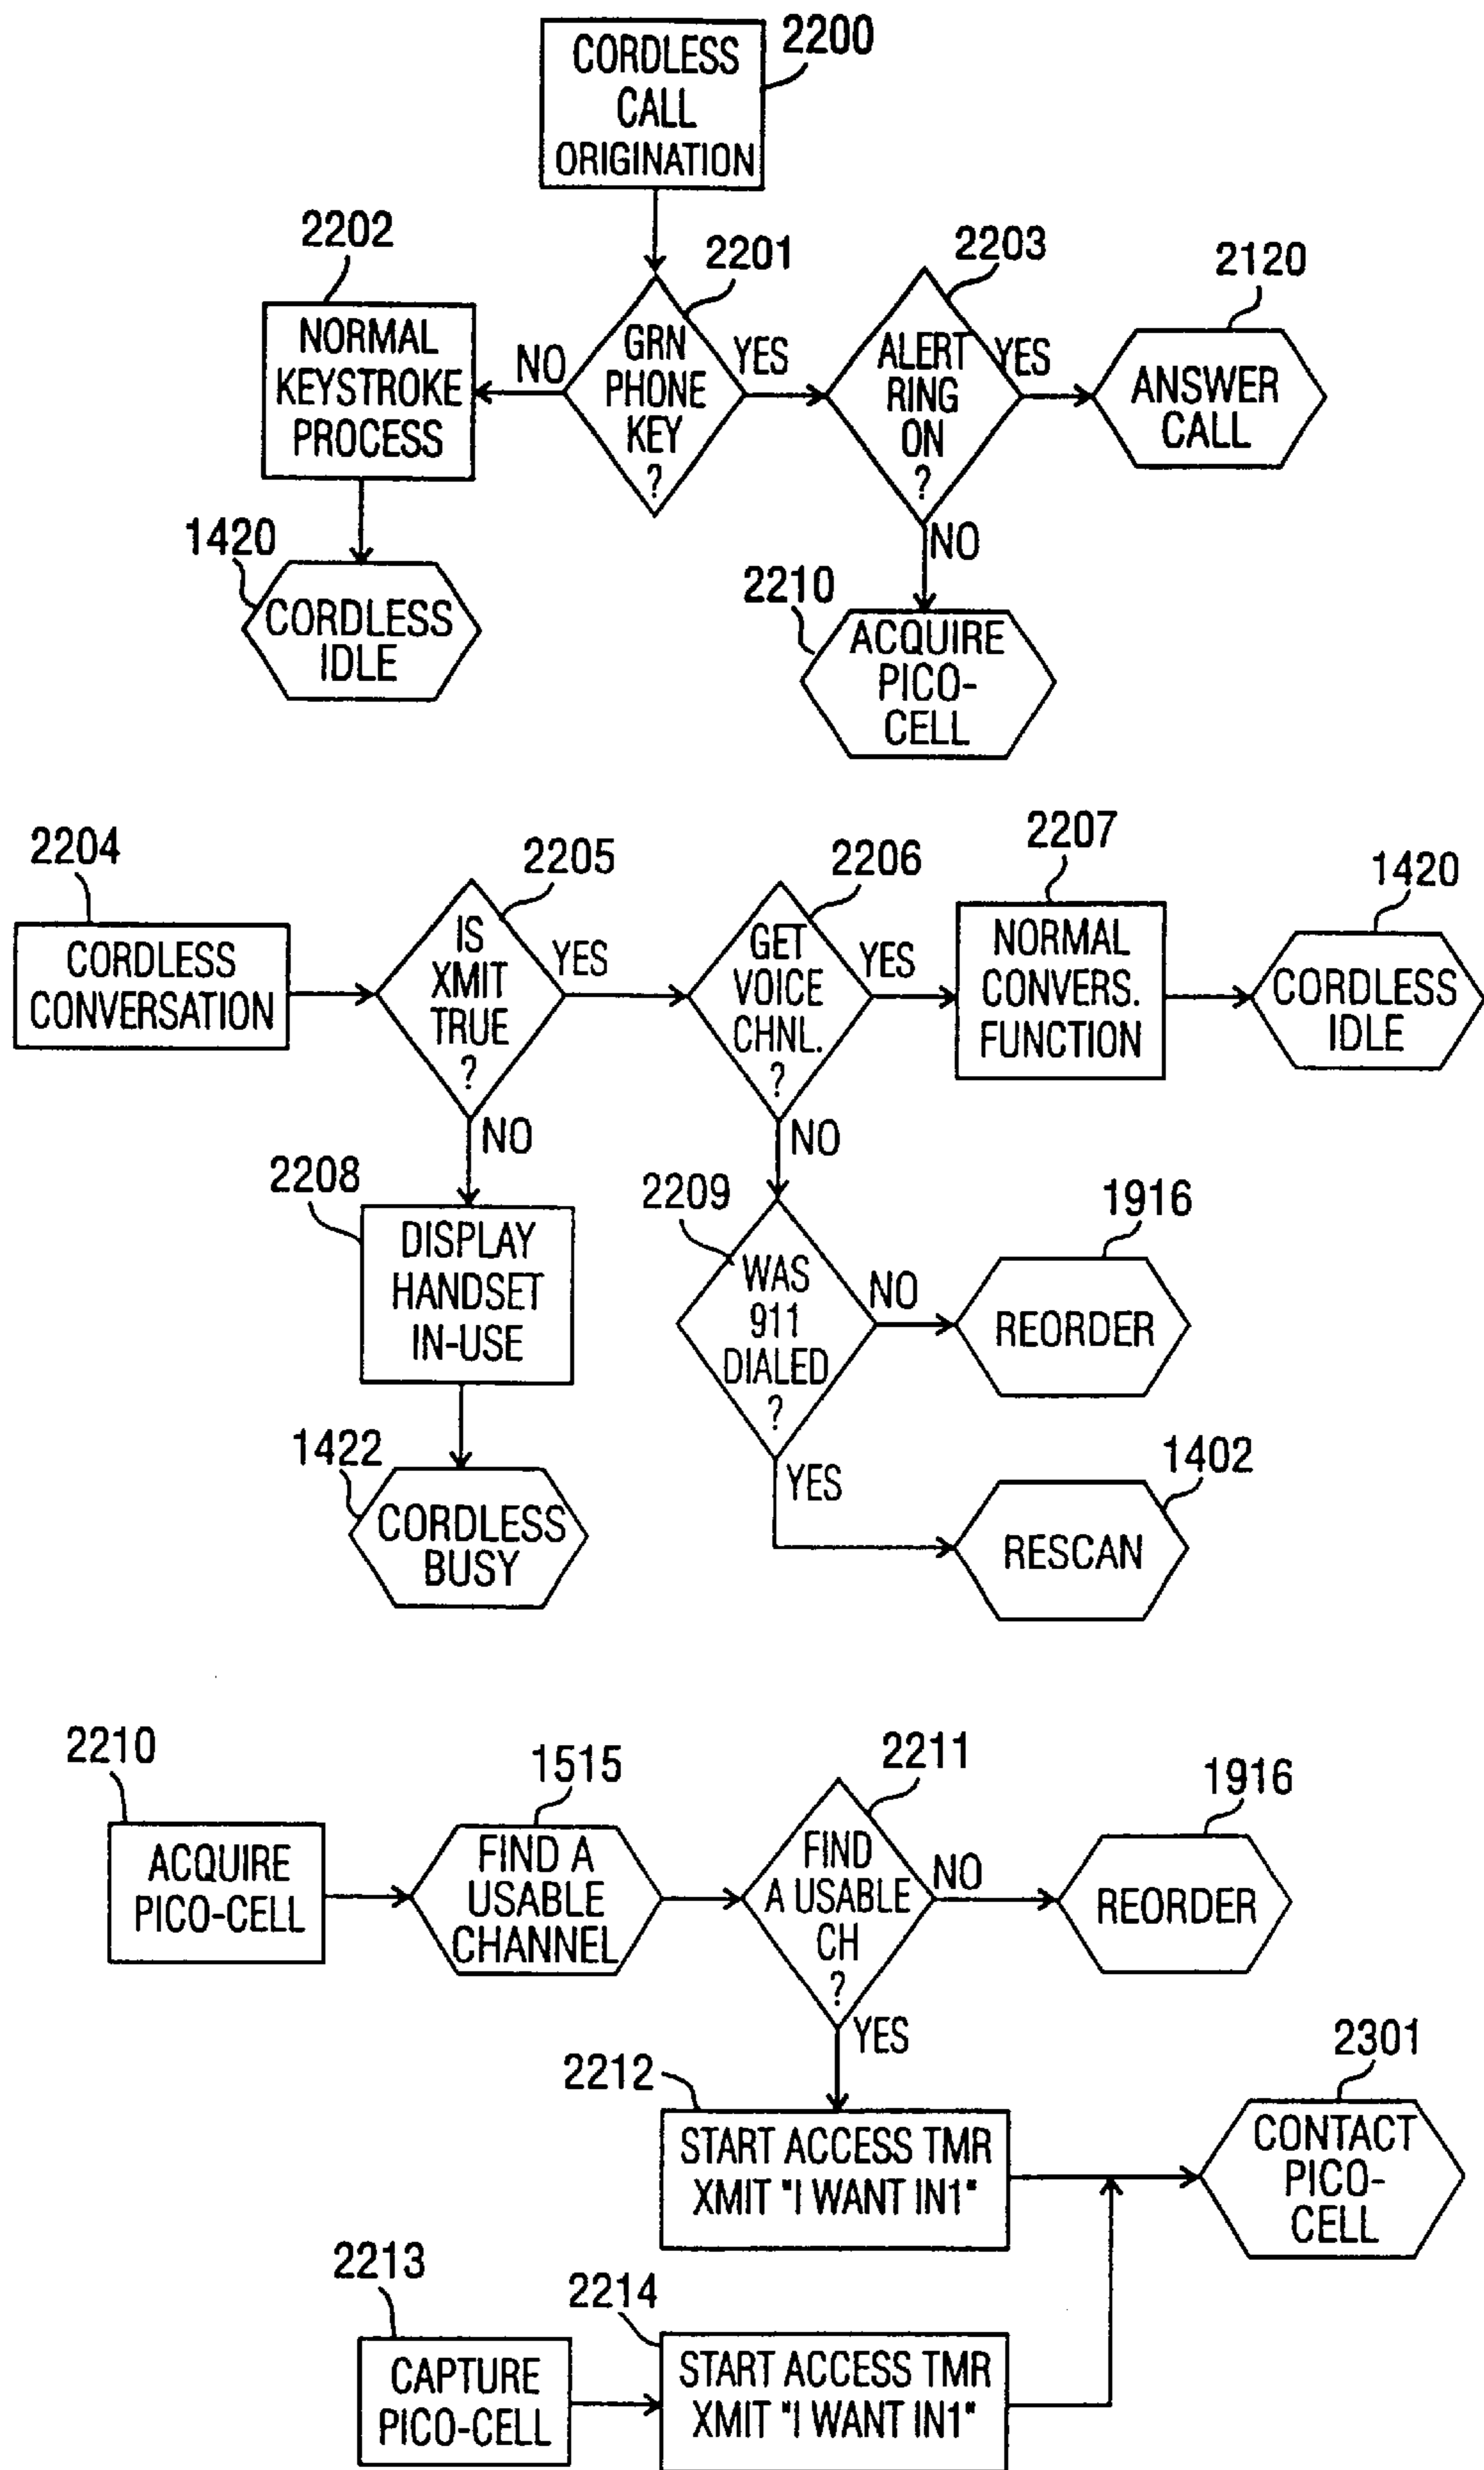 2200
CORDLESS
CALL
ORIGINATION
2202
NORMAL
KEYSTROKE
PROCESS
NO
2201
GRN
PHONE
KEY
?
YES
2203
ALERT
RING
ON
?
YES
2120
ANSWER
CALL
1420
CORDLESS
IDLE
NO
2210
ACQUIRE
PICO-
CELL
2204
CORDLESS
CONVERSATION
2205
IS
XMIT
TRUE
?
YES
2206
GET
VOICE
CHNL.
?
YES
2207
NORMAL
CONVERS.
FUNCTION
1420
CORDLESS
IDLE
NO
2208
DISPLAY
HANDSET
IN-USE
1422
CORDLESS
BUSY
NO
2209
WAS
911
DIALED
?
NO
1916
REORDER
YES
1402
RESCAN
2210
ACQUIRE
PICO-CELL
1515
FIND A
USABLE
CHANNEL
2211
FIND
A USABLE
CH
?
NO
1916
REORDER
YES
2212
START ACCESS TMR
XMIT "I WANT IN1"
2301
CONTACT
PICO-
CELL
2213
CAPTURE
PICO-CELL
2214
START ACCESS TMR
XMIT "I WANT IN1"